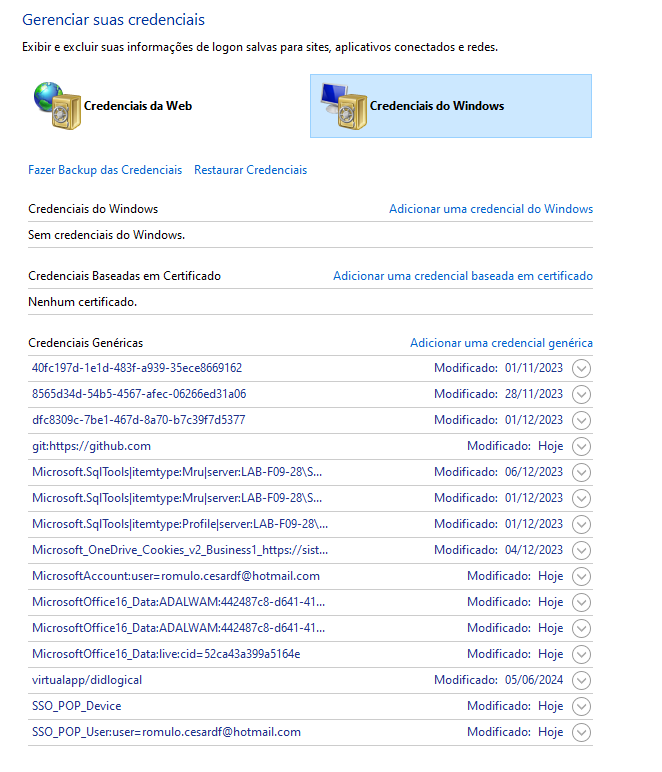 Gerenciar suas credenciais
Exibir e excluir suas informações de logon salvas para sites, aplicativos conectados e redes.
Credenciais da Web
Credenciais do Windows
Fazer Backup das Credenciais Restaurar Credenciais
Credenciais do Windows Adicionar uma credencial do Windows
Sem credenciais do Windows.
Credenciais Baseadas em Certificado Adicionar uma credencial baseada em certificado
Nenhum certificado.
Credenciais Genéricas Adicionar uma credencial genérica
40fc197d-1e1d-483f-a939-35ece8669162 Modificado: 01/11/2023
8565d34d-54b5-4567-afec-06266ed31a06 Modificado: 28/11/2023
dfc8309c-7be1-467d-8a70-b7c39f7d5377 Modificado: 01/12/2023
git:https://github.com Modificado: Hoje
Microsoft.SqlTools|itemtype:Mru|server:LAB-F09-28\S... Modificado: 06/12/2023
Microsoft.SqlTools|itemtype:Mru|server:LAB-F09-28\S... Modificado: 01/12/2023
Microsoft.SqlTools|itemtype:Profile|server:LAB-F09-28\... Modificado: 01/12/2023
Microsoft_OneDrive_Cookies_v2_Business1_https://sist... Modificado: 04/12/2023
MicrosoftAccount:user=romulo.cesardf@hotmail.com Modificado: Hoje
MicrosoftOffice16_Data:ADALWAM:442487c8-d641-41... Modificado: Hoje
MicrosoftOffice16_Data:ADALWAM:442487c8-d641-41... Modificado: Hoje
MicrosoftOffice16_Data:live:cid=52ca43a399a5164e Modificado: Hoje
virtualapp/didlogical Modificado: 05/06/2024
SSO_POP_Device Modificado: Hoje
SSO_POP_User:user=romulo.cesardf@hotmail.com Modificado: Hoje